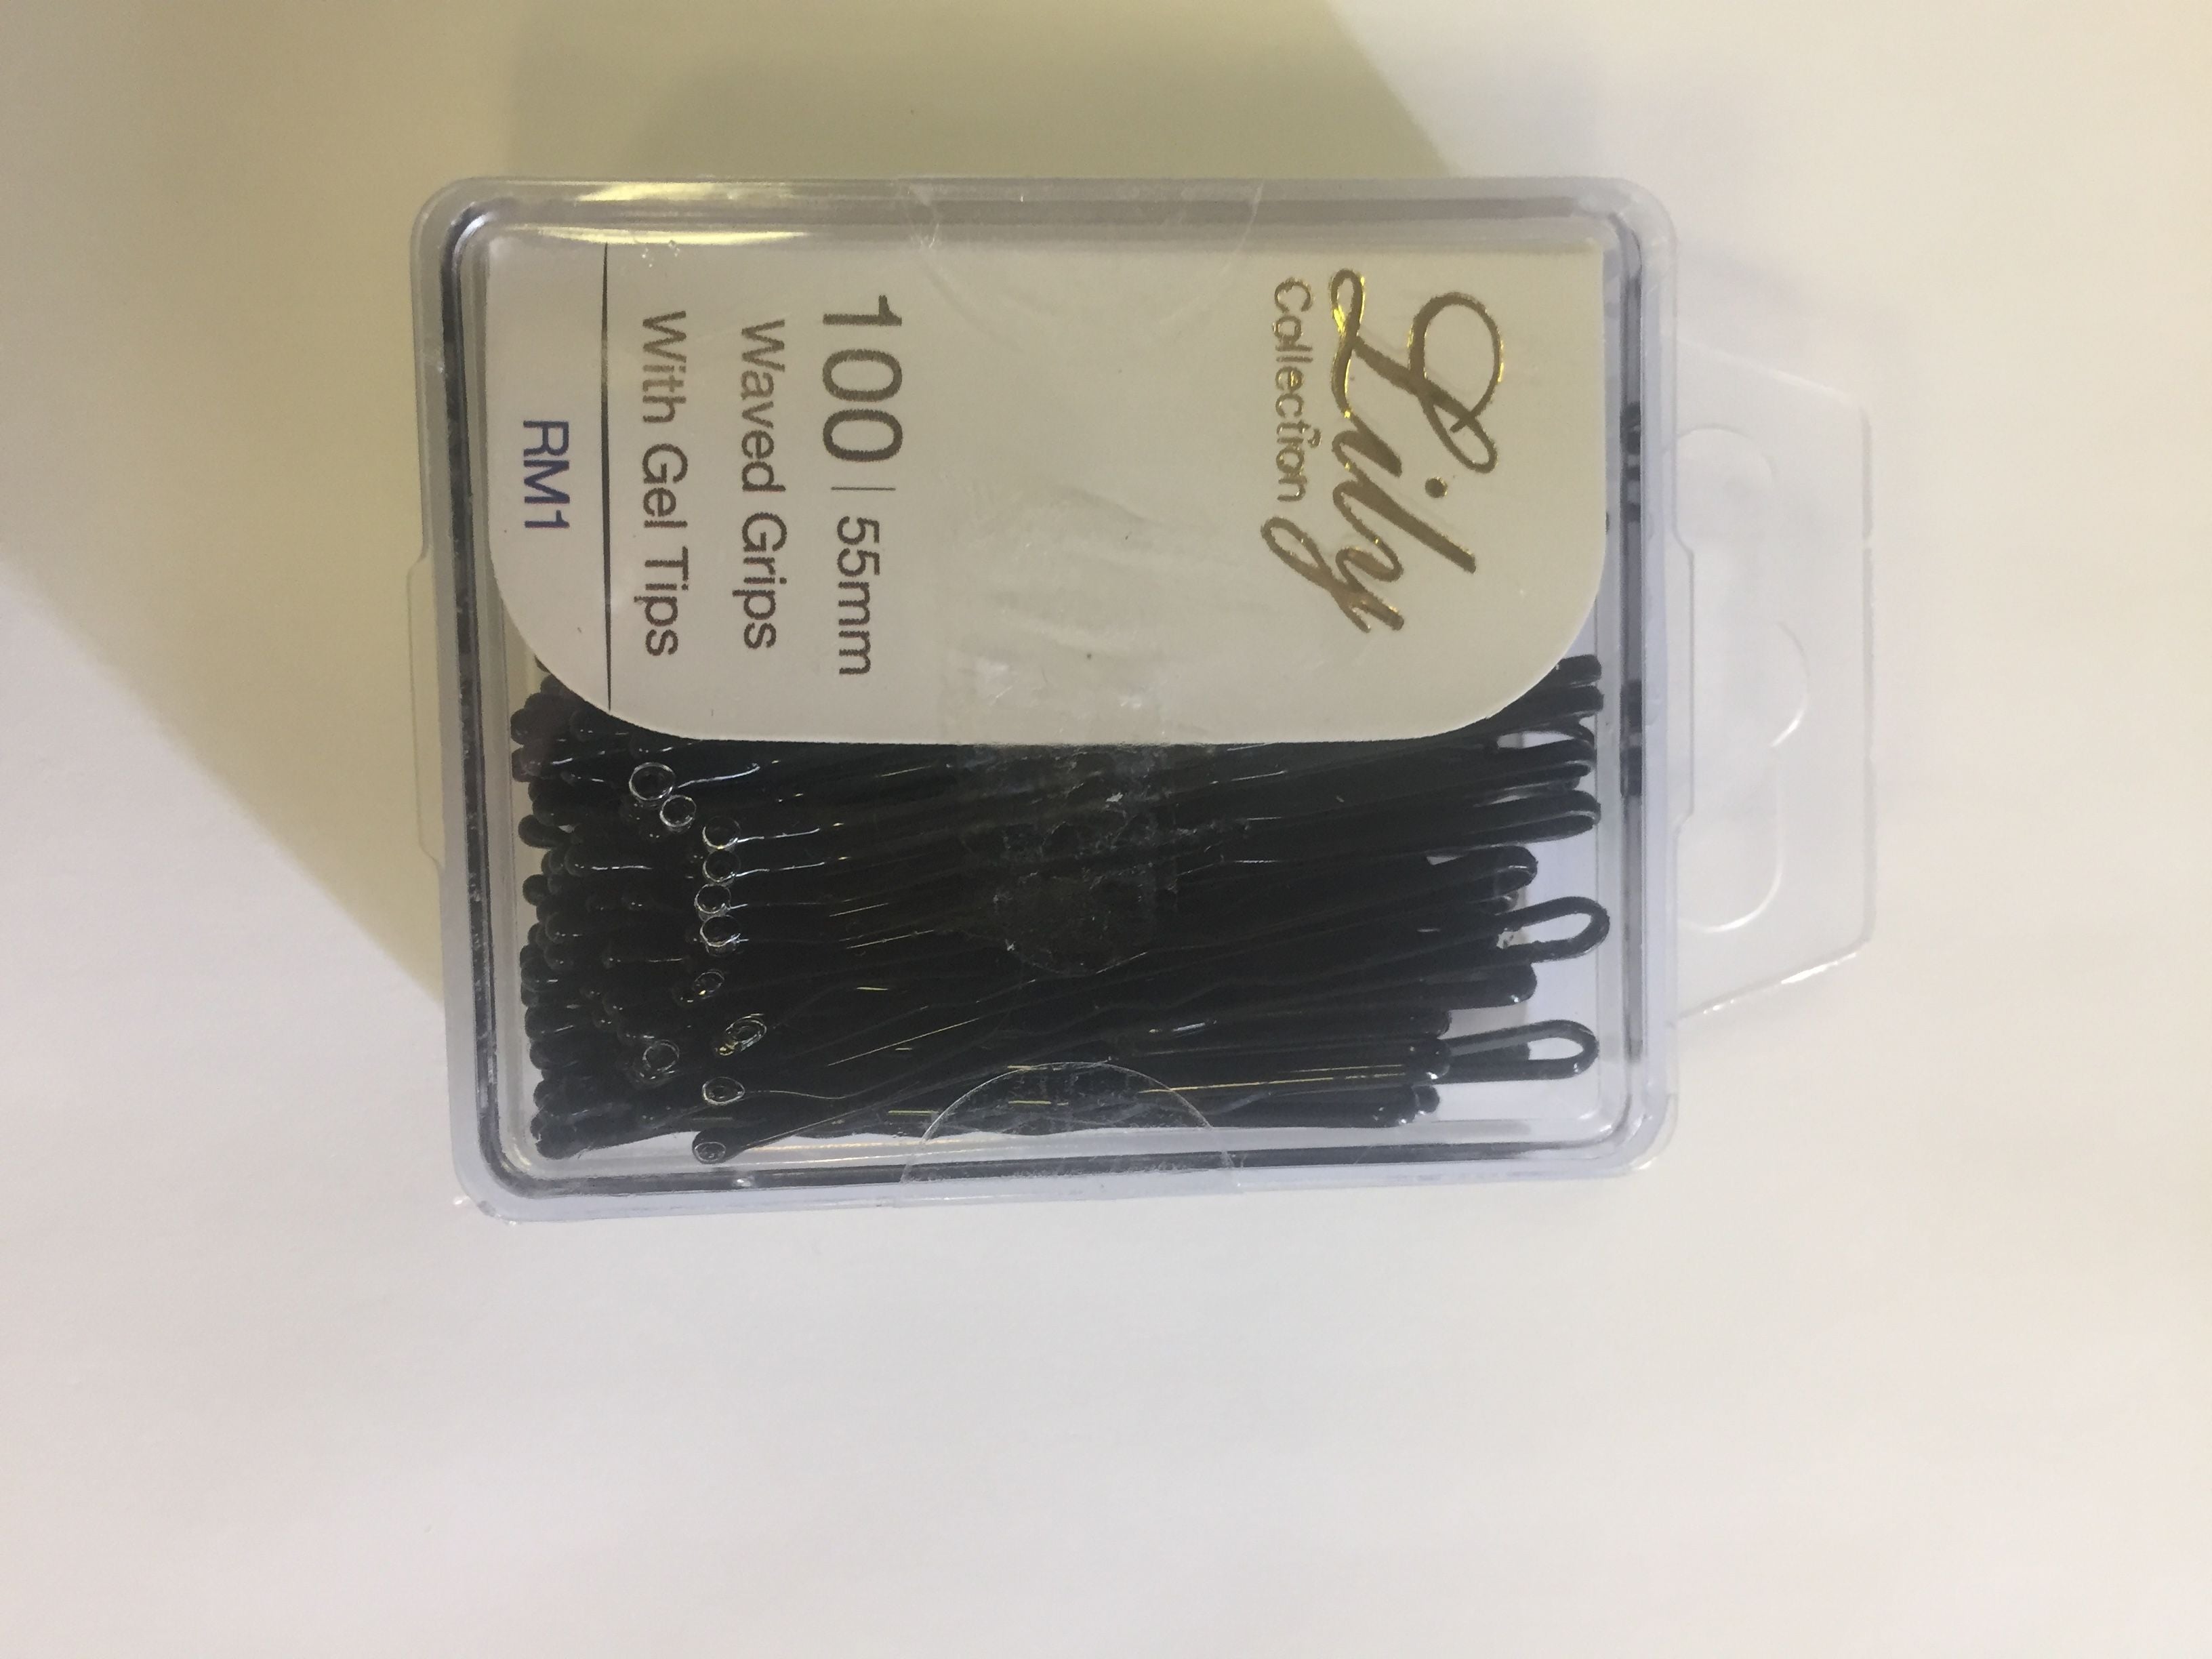 Lily
Collection
100 | 55mm
Waved Grips
With Gel Tips
RM1